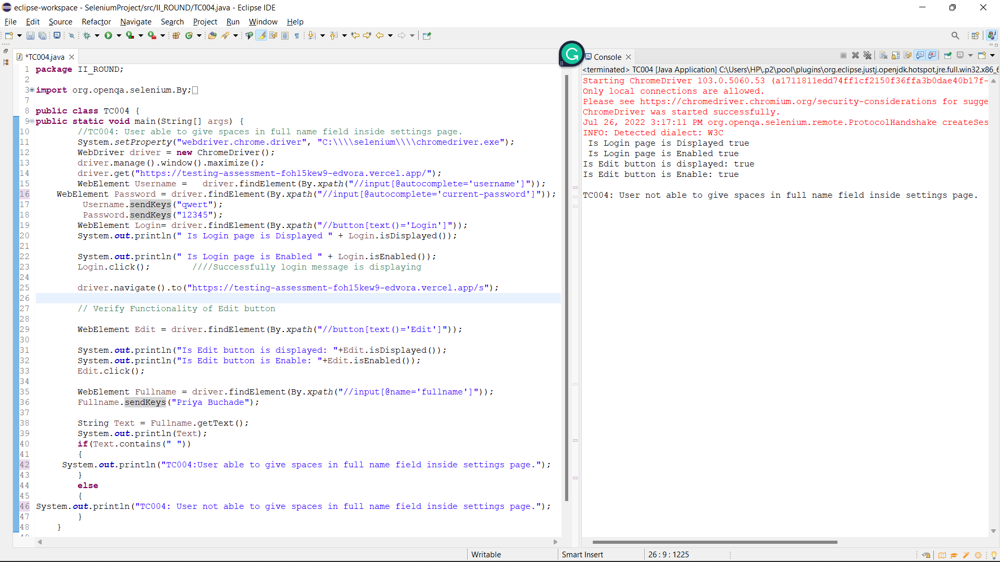 eclipse-workspace - SeleniumProject/src/II_ROUND/TC004.java - Eclipse IDE
File Edit Source Refactor Navigate Search Project Run Window Help
*TC004.java
1 package II_ROUND;
2
3 import org.openqa.selenium.By;
7
8 public class TC004 {
9 public static void main(String[] args) {
10 //TC004: User able to give spaces in full name field inside settings page.
11 System.setProperty("webdriver.chrome.driver", "C:\\\\selenium\\\\chromedriver.exe");
12 WebDriver driver = new ChromeDriver();
13 driver.manage().window().maximize();
14 driver.get("https://testing-assessment-foh15kew9-edvora.vercel.app/");
15 WebElement Username =   driver.findElement(By.xpath("//input[@autocomplete='username']"));
16 WebElement Password = driver.findElement(By.xpath("//input[@autocomplete='current-password']"));
17 Username.sendKeys("qwert");
18 Password.sendKeys("12345");
19 WebElement Login= driver.findElement(By.xpath("//button[text()='Login']"));
20 System.out.println(" Is Login page is Displayed " + Login.isDisplayed());
21
22 System.out.println(" Is Login page is Enabled " + Login.isEnabled());
23 Login.click();        ////Successfully login message is displaying
24
25 driver.navigate().to("https://testing-assessment-foh15kew9-edvora.vercel.app/s");
26
27 // Verify Functionality of Edit button
28
29 WebElement Edit = driver.findElement(By.xpath("//button[text()='Edit']"));
30
31 System.out.println("Is Edit button is displayed: "+Edit.isDisplayed());
32 System.out.println("Is Edit button is Enable: "+Edit.isEnabled());
33 Edit.click();
34
35 WebElement Fullname = driver.findElement(By.xpath("//input[@name='fullname']"));
36 Fullname.sendKeys("Priya Buchade");
37
38 String Text = Fullname.getText();
39 System.out.println(Text);
40 if(Text.contains(" "))
41 {
42 System.out.println("TC004:User able to give spaces in full name field inside settings page.");
43 }
44 else
45 {
46 System.out.println("TC004: User not able to give spaces in full name field inside settings page.");
47 }
48 }
Console
<terminated> TC004 [Java Application] C:\Users\HP\.p2\pool\plugins\org.eclipse.justj.openjdk.hotspot.jre.full.win32.x86_6
Starting ChromeDriver 103.0.5060.53 (a1711811edd74ff1cf2150f36ffa3b0dae40b17f-
Only local connections are allowed.
Please see https://chromedriver.chromium.org/security-considerations for sugge
ChromeDriver was started successfully.
Jul 26, 2022 3:17:11 PM org.openqa.selenium.remote.ProtocolHandshake createSes
INFO: Detected dialect: W3C
Is Login page is Displayed true
Is Login page is Enabled true
Is Edit button is displayed: true
Is Edit button is Enable: true
TC004: User not able to give spaces in full name field inside settings page.
Writable Smart Insert 26 : 9 : 1225